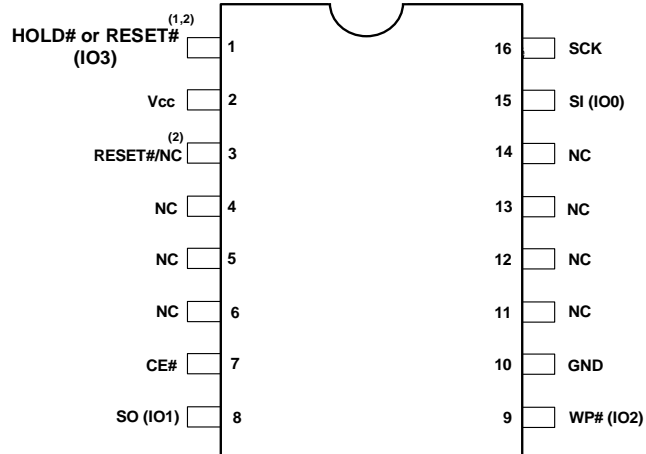 (1,2)
HOLD# or RESET# 1 16 SCK
(IO3)
Vcc 2 15 SI (IO0)
(2)
RESET#/NC 3 14 NC
NC 4 13 NC
NC 5 12 NC
NC 6 11 NC
CE# 7 10 GND
SO (IO1) 8 9 WP# (IO2)